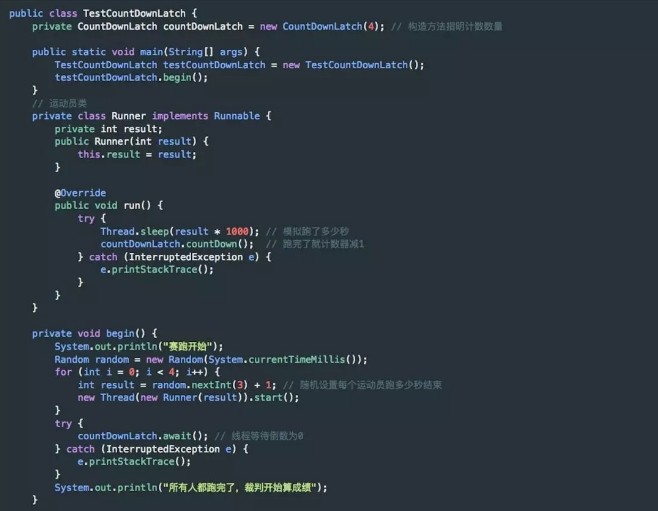 public class TestCountDownLatch {
    private CountDownLatch countDownLatch = new CountDownLatch(4); // 构造方法指明计数数量

    public static void main(String[] args) {
        TestCountDownLatch testCountDownLatch = new TestCountDownLatch();
        testCountDownLatch.begin();
    }
    // 运动员类
    private class Runner implements Runnable {
        private int result;
        public Runner(int result) {
            this.result = result;
        }

        @Override
        public void run() {
            try {
                Thread.sleep(result * 1000); // 模拟跑了多少秒
                countDownLatch.countDown();  // 跑完了就计数器减1
            } catch (InterruptedException e) {
                e.printStackTrace();
            }
        }
    }

    private void begin() {
        System.out.println("赛跑开始");
        Random random = new Random(System.currentTimeMillis());
        for (int i = 0; i < 4; i++) {
            int result = random.nextInt(3) + 1; // 随机设置每个运动员跑多少秒结束
            new Thread(new Runner(result)).start();
        }
        try {
            countDownLatch.await(); // 线程等待倒数为0
        } catch (InterruptedException e) {
            e.printStackTrace();
        }
        System.out.println("所有人都跑完了，裁判开始算成绩");
    }